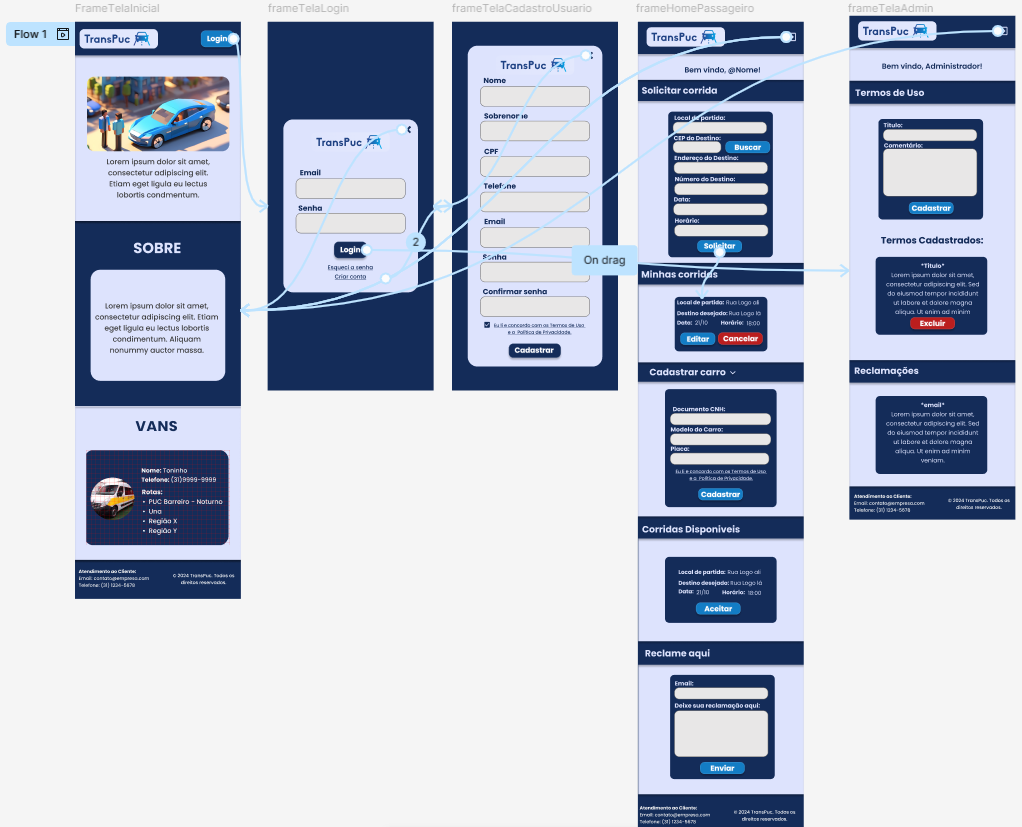 FrameTelaInicial
frameTelaLogin
frameTelaCadastroUsuario
frameHomePassageiro
frameTelaAdmin
Flow 1
TransPuc
Login
Lorem ipsum dolor sit amet,
consectetur adipiscing elit.
Etiam eget ligula eu lectus
lobortis condmentum.
SOBRE
Lorem ipsum dolor sit amet,
consectetur adipiscing elit. Etiam
eget ligula eu lectus lobortis
condimentum. Aliquam
nonummy auctor massa.
VANS
Nome: Toninho
Telefone: (31)9999-9999
Rotas:
• PUC Barreiro - Noturno
• Una
• Região X
• Região Y
Atendimento ao Cliente:
Email: contato@empresa.com
Telefone: (31) 1234-5678
© 2024 TransPuc. Todos os
direitos reservados.
TransPuc
Email
Senha
Login
Esqueci a senha
Criar conta
2
TransPuc
Nome
Sobrenome
CPF
Telefone
Email
Senha
Confirmar senha
Eu li e concordo com os Termos de Uso
e a Política de Privacidade.
Cadastrar
On drag
TransPuc
Bem vindo, @Nome!
Solicitar corrida
Local de partida:
CEP do Destino:
Buscar
Endereço do Destino:
Número do Destino:
Data:
Horário:
Solicitar
Minhas corridas
Local de partida: Rua Logo ali
Destino desejado: Rua Logo lá
Data: 21/10 Horário: 18:00
Editar
Cancelar
Cadastrar carro
Documento CNH:
Modelo do Carro:
Placa:
Eu li e concordo com os Termos de Uso
e a Política de Privacidade.
Cadastrar
Corridas Disponiveis
Local de partida: Rua Logo ali
Destino desejado: Rua Logo lá
Data: 21/10 Horário: 18:00
Aceitar
Reclame aqui
Email:
Deixe sua reclamação aqui:
Enviar
Atendimento ao Cliente:
Email: contato@empresa.com
Telefone: (31) 1234-5678
© 2024 TransPuc. Todos os
direitos reservados.
TransPuc
Bem vindo, Administrador!
Termos de Uso
Título:
Comentário:
Cadastrar
Termos Cadastrados:
"Título"
Lorem ipsum dolor sit amet,
consectetur adipiscing elit. Sed
do eiusmod tempor incididunt
ut labore et dolore magna
aliqua. Ut enim ad minim
Excluir
Reclamações
"email"
Lorem ipsum dolor sit amet,
consectetur adipiscing elit. Sed
do eiusmod tempor incididunt
ut labore et dolore magna
aliqua. Ut enim ad minim
veniam.
Atendimento ao Cliente:
Email: contato@empresa.com
Telefone: (31) 1234-5678
© 2024 TransPuc. Todos os
direitos reservados.